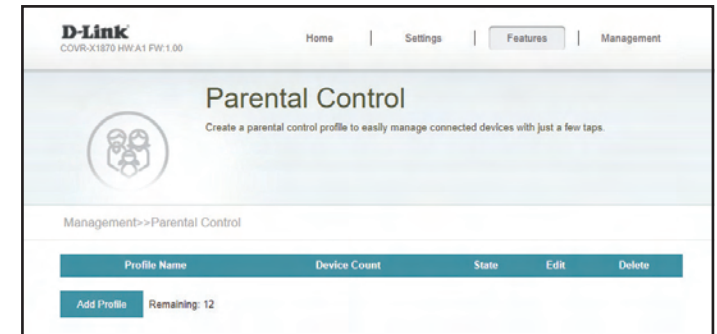 D-Link
COVR-X1870 HW:A1 FW:1.00
Home | Settings | Features | Management
Parental Control
Create a parental control profile to easily manage connected devices with just a few taps.
Management>>Parental Control
Profile Name Device Count State Edit Delete
Add Profile Remaining: 12